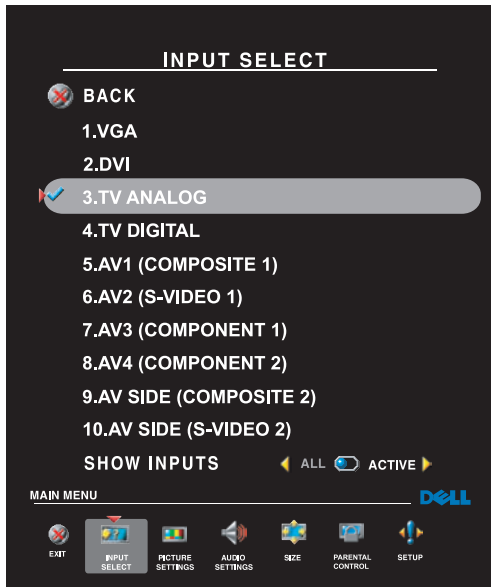 INPUT SELECT
BACK
1.VGA
2.DVI
3.TV ANALOG
4.TV DIGITAL
5.AV1 (COMPOSITE 1)
6.AV2 (S-VIDEO 1)
7.AV3 (COMPONENT 1)
8.AV4 (COMPONENT 2)
9.AV SIDE (COMPOSITE 2)
10.AV SIDE (S-VIDEO 2)
SHOW INPUTS ALL ACTIVE
MAIN MENU DELL
EXIT INPUT SELECT PICTURE SETTINGS AUDIO SETTINGS SIZE PARENTAL CONTROL SETUP